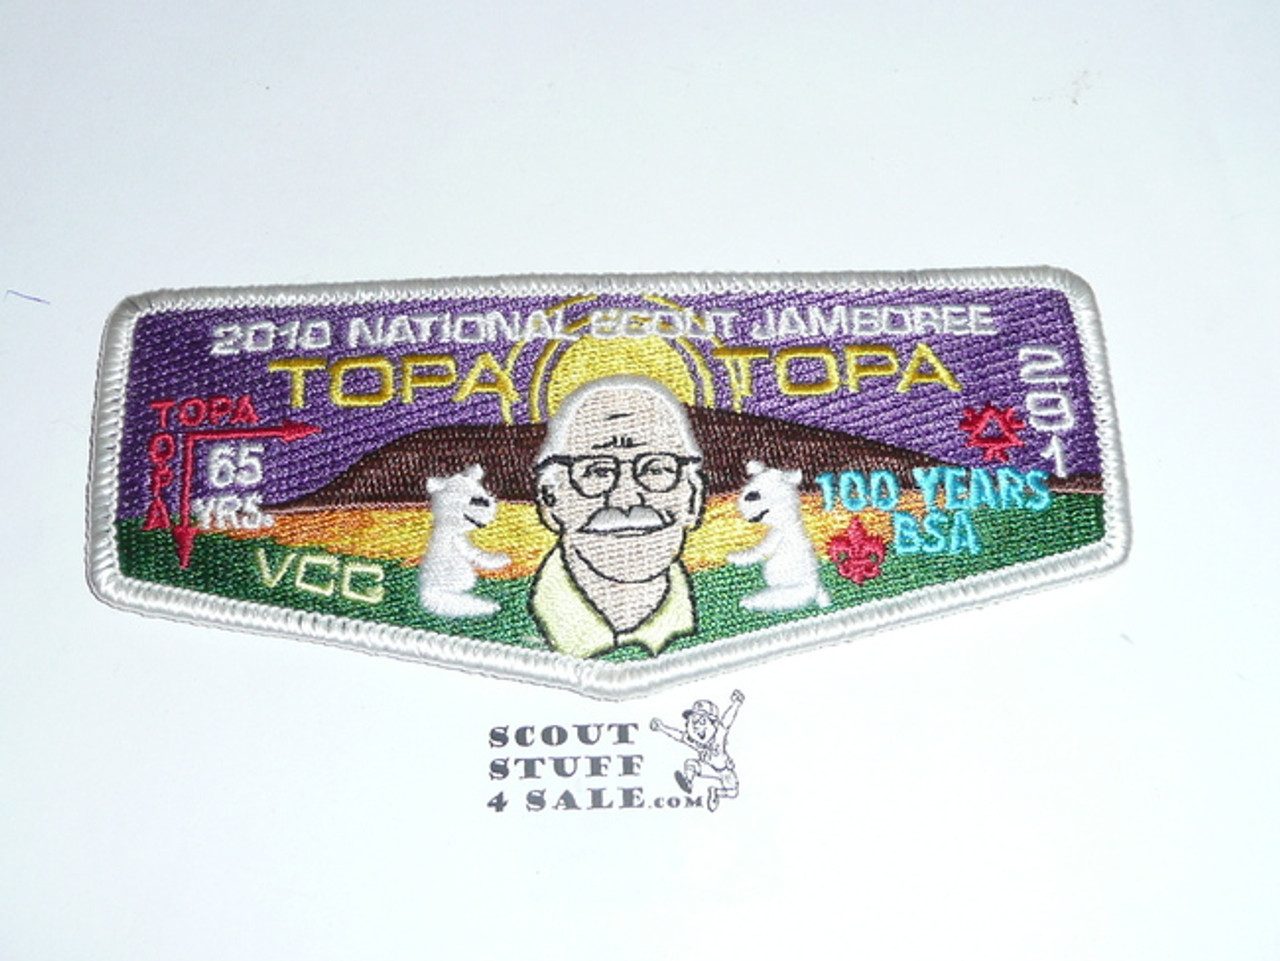 2010 NATIONAL SCOUT JAMBOREE
TOPA TOPA
281
TOPA
TOPA
65
YRS.
100 YEARS
BSA
VCC
SCOUT
STUFF
4 SALE.COM